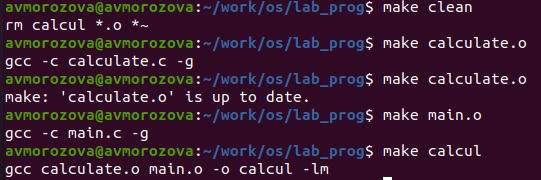 avmorozova@avmorozova:~/work/os/lab_prog$ make clean
rm calcul *.o *~
avmorozova@avmorozova:~/work/os/lab_prog$ make calculate.o
gcc -c calculate.c -g
avmorozova@avmorozova:~/work/os/lab_prog$ make calculate.o
make: 'calculate.o' is up to date.
avmorozova@avmorozova:~/work/os/lab_prog$ make main.o
gcc -c main.c -g
avmorozova@avmorozova:~/work/os/lab_prog$ make calcul
gcc calculate.o main.o -o calcul -lm